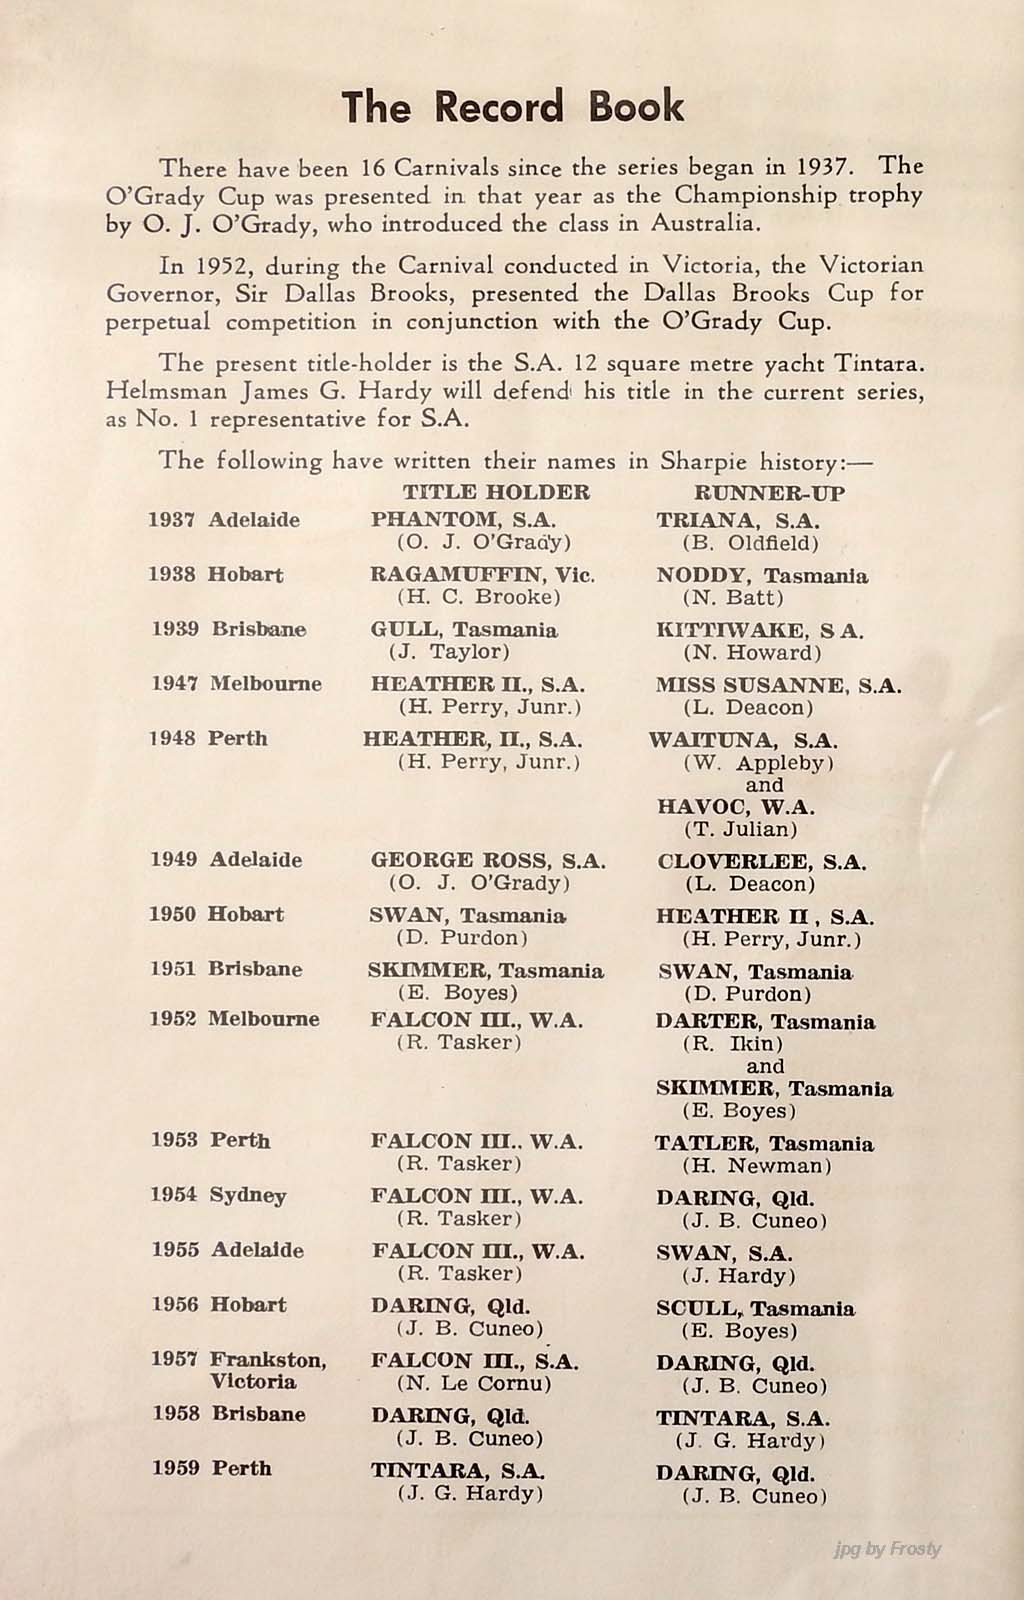 The Record Book
There have been 16 Carnivals since the series began in 1937. The
O'Grady Cup was presented in that year as the Championship trophy
by O. J. O'Grady, who introduced the class in Australia.
In 1952, during the Carnival conducted in Victoria, the Victorian
Governor, Sir Dallas Brooks, presented the Dallas Brooks Cup for
perpetual competition in conjunction with the O'Grady Cup.
The present title-holder is the S.A. 12 square metre yacht Tintara.
Helmsman James G. Hardy will defend his title in the current series,
as No. 1 representative for S.A.
The following have written their names in Sharpie history:—
TITLE HOLDER RUNNER-UP
1937 Adelaide PHANTOM, S.A. TRIANA, S.A.
(O. J. O'Grady) (B. Oldfield)
1938 Hobart RAGAMUFFIN, Vic. NODDY, Tasmania
(H. C. Brooke) (N. Batt)
1939 Brisbane GULL, Tasmania KITTIWAKE, S A.
(J. Taylor) (N. Howard)
1947 Melbourne HEATHER II., S.A. MISS SUSANNE, S.A.
(H. Perry, Junr.) (L. Deacon)
1948 Perth HEATHER, II., S.A. WAITUNA, S.A.
(H. Perry, Junr.) (W. Appleby)
and
HAVOC, W.A.
(T. Julian)
1949 Adelaide GEORGE ROSS, S.A. CLOVERLEE, S.A.
(O. J. O'Grady) (L. Deacon)
1950 Hobart SWAN, Tasmania HEATHER II, S.A.
(D. Purdon) (H. Perry, Junr.)
1951 Brisbane SKIMMER, Tasmania SWAN, Tasmania
(E. Boyes) (D. Purdon)
1952 Melbourne FALCON III., W.A. DARTER, Tasmania
(R. Tasker) (R. Ikin)
and
SKIMMER, Tasmania
(E. Boyes)
1953 Perth FALCON III.. W.A. TATLER, Tasmania
(R. Tasker) (H. Newman)
1954 Sydney FALCON III., W.A. DARING, Qld.
(R. Tasker) (J. B. Cuneo)
1955 Adelaide FALCON III., W.A. SWAN, S.A.
(R. Tasker) (J. Hardy)
1956 Hobart DARING, Qld. SCULL, Tasmania
(J. B. Cuneo) (E. Boyes)
1957 Frankston, FALCON III., S.A. DARING, Qld.
Victoria (N. Le Cornu) (J. B. Cuneo)
1958 Brisbane DARING, Qld. TINTARA, S.A.
(J. B. Cuneo) (J. G. Hardy)
1959 Perth TINTARA, S.A. DARING, Qld.
(J. G. Hardy) (J. B. Cuneo)
jpg by Frosty